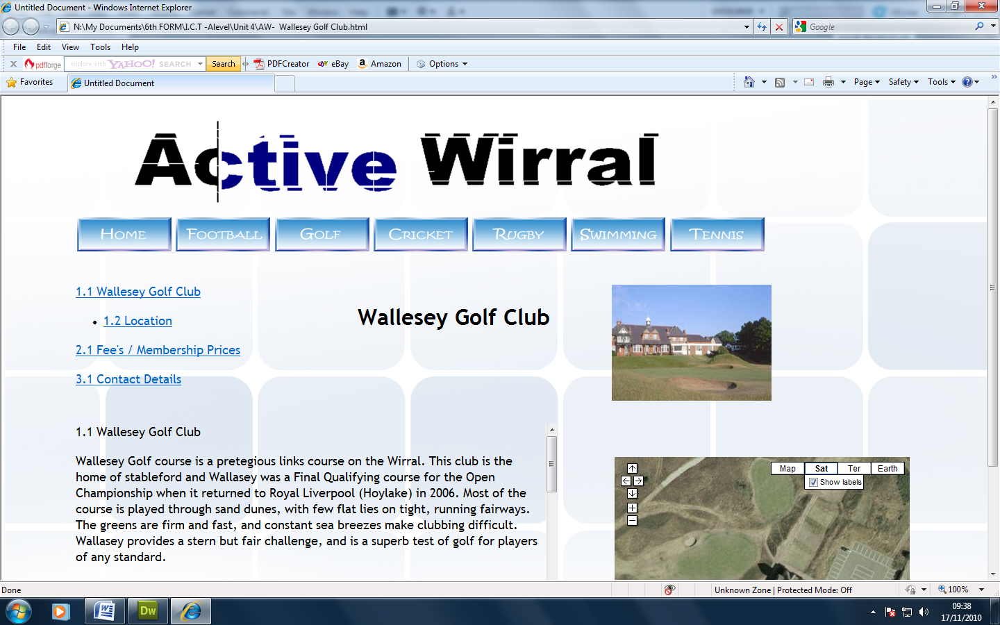 Untitled Document - Windows Internet Explorer
N:\My Documents\6th FORM\I.C.T -Alevel\Unit 4\AW- Wallesey Golf Club.html
Google
File Edit View Tools Help
pdfforge explore with YAHOO! SEARCH Search PDFCreator eBay Amazon Options
Favorites Untitled Document Page Safety Tools
Active Wirral
HOME FOOTBALL GOLF CRICKET RUGBY SWIMMING TENNIS
1.1 Wallesey Golf Club
Wallesey Golf Club
• 1.2 Location
2.1 Fee's / Membership Prices
3.1 Contact Details
1.1 Wallesey Golf Club
Wallesey Golf course is a pretegious links course on the Wirral. This club is the
home of stableford and Wallasey was a Final Qualifying course for the Open
Championship when it returned to Royal Liverpool (Hoylake) in 2006. Most of the
course is played through sand dunes, with few flat lies on tight, running fairways.
The greens are firm and fast, and constant sea breezes make clubbing difficult.
Wallasey provides a stern but fair challenge, and is a superb test of golf for players
of any standard.
Map Sat Ter Earth
Show labels
Done Unknown Zone | Protected Mode: Off 100%
Dw
09:38
17/11/2010